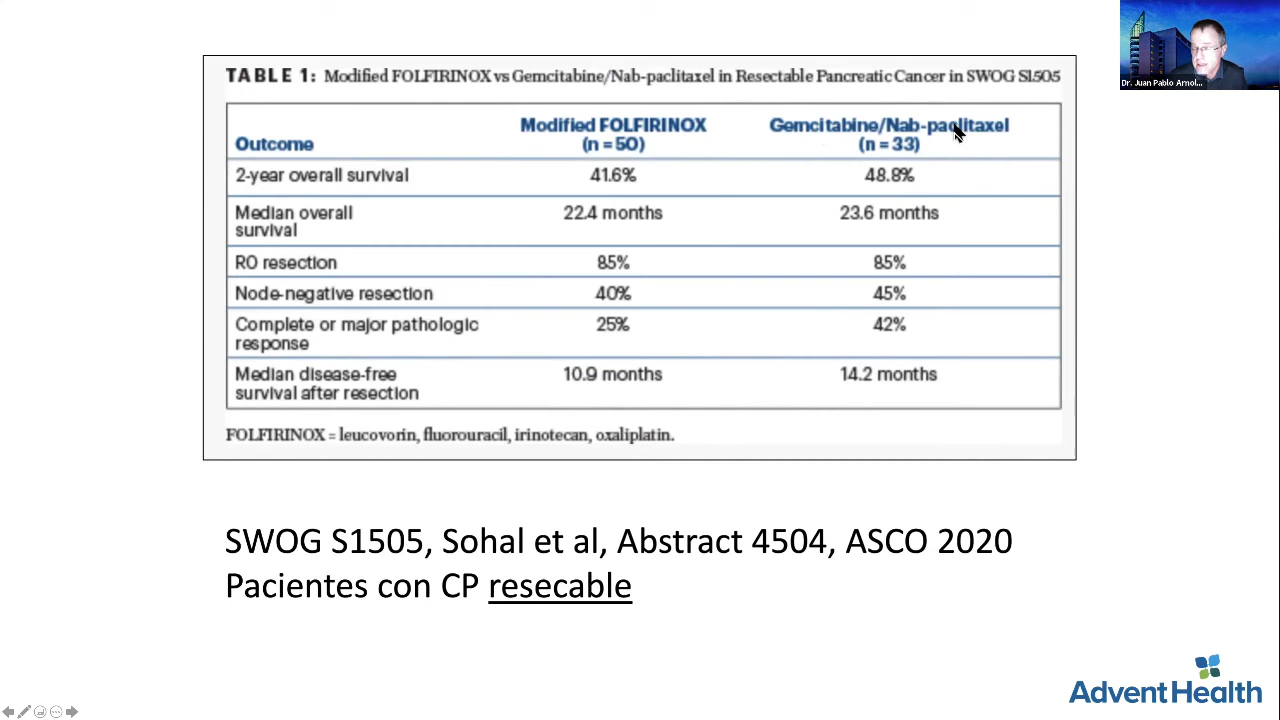 Dr. Juan Pablo Arnol...
TABLE 1: Modified FOLFIRINOX vs Gemcitabine/Nab-paclitaxel in Resectable Pancreatic Cancer in SWOG S1505
Outcome Modified FOLFIRINOX (n = 50) Gemcitabine/Nab-paclitaxel (n = 33)
2-year overall survival 41.6% 48.8%
Median overall 22.4 months 23.6 months
survival
R0 resection 85% 85%
Node-negative resection 40% 45%
Complete or major pathologic 25% 42%
response
Median disease-free 10.9 months 14.2 months
survival after resection
FOLFIRINOX = leucovorin, fluorouracil, irinotecan, oxaliplatin.
SWOG S1505, Sohal et al, Abstract 4504, ASCO 2020
Pacientes con CP resecable
AdventHealth